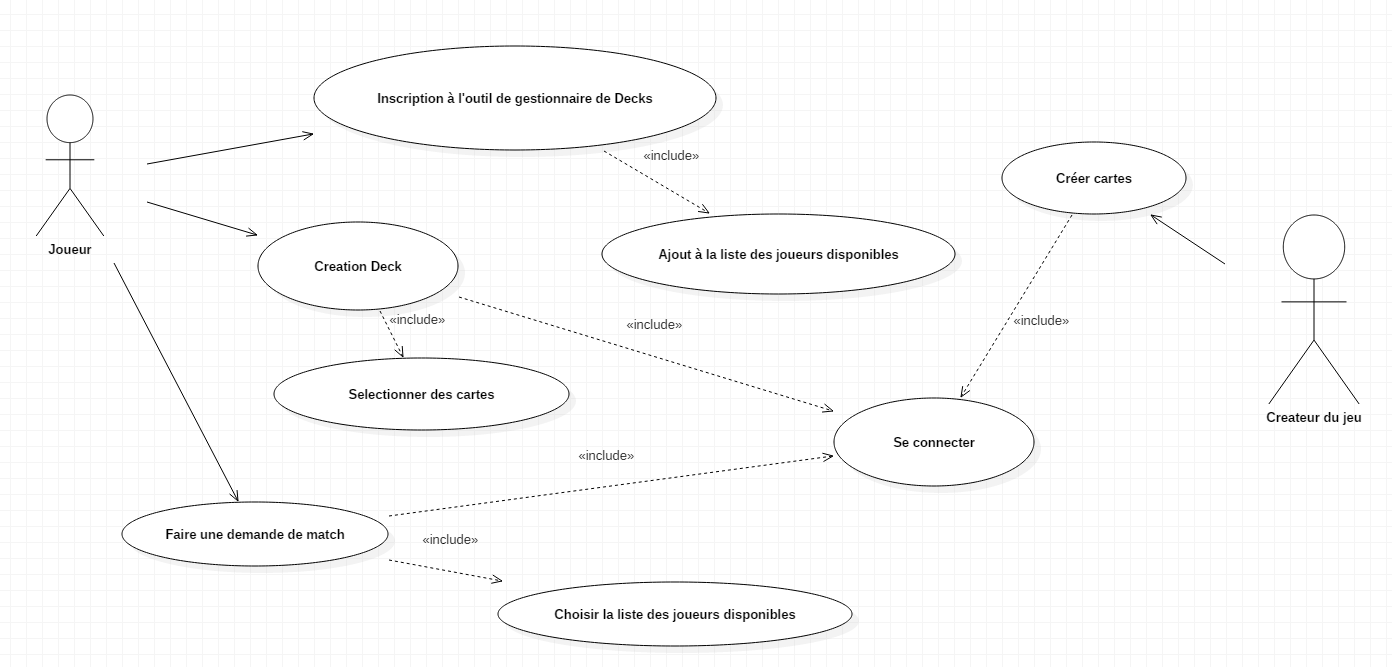 Inscription à l'outil de gestionnaire de Decks
«include»
Créer cartes
Joueur
Ajout à la liste des joueurs disponibles
Creation Deck
«include»
«include»
«include»
Selectionner des cartes
Createur du jeu
Se connecter
«include»
Faire une demande de match
«include»
Choisir la liste des joueurs disponibles